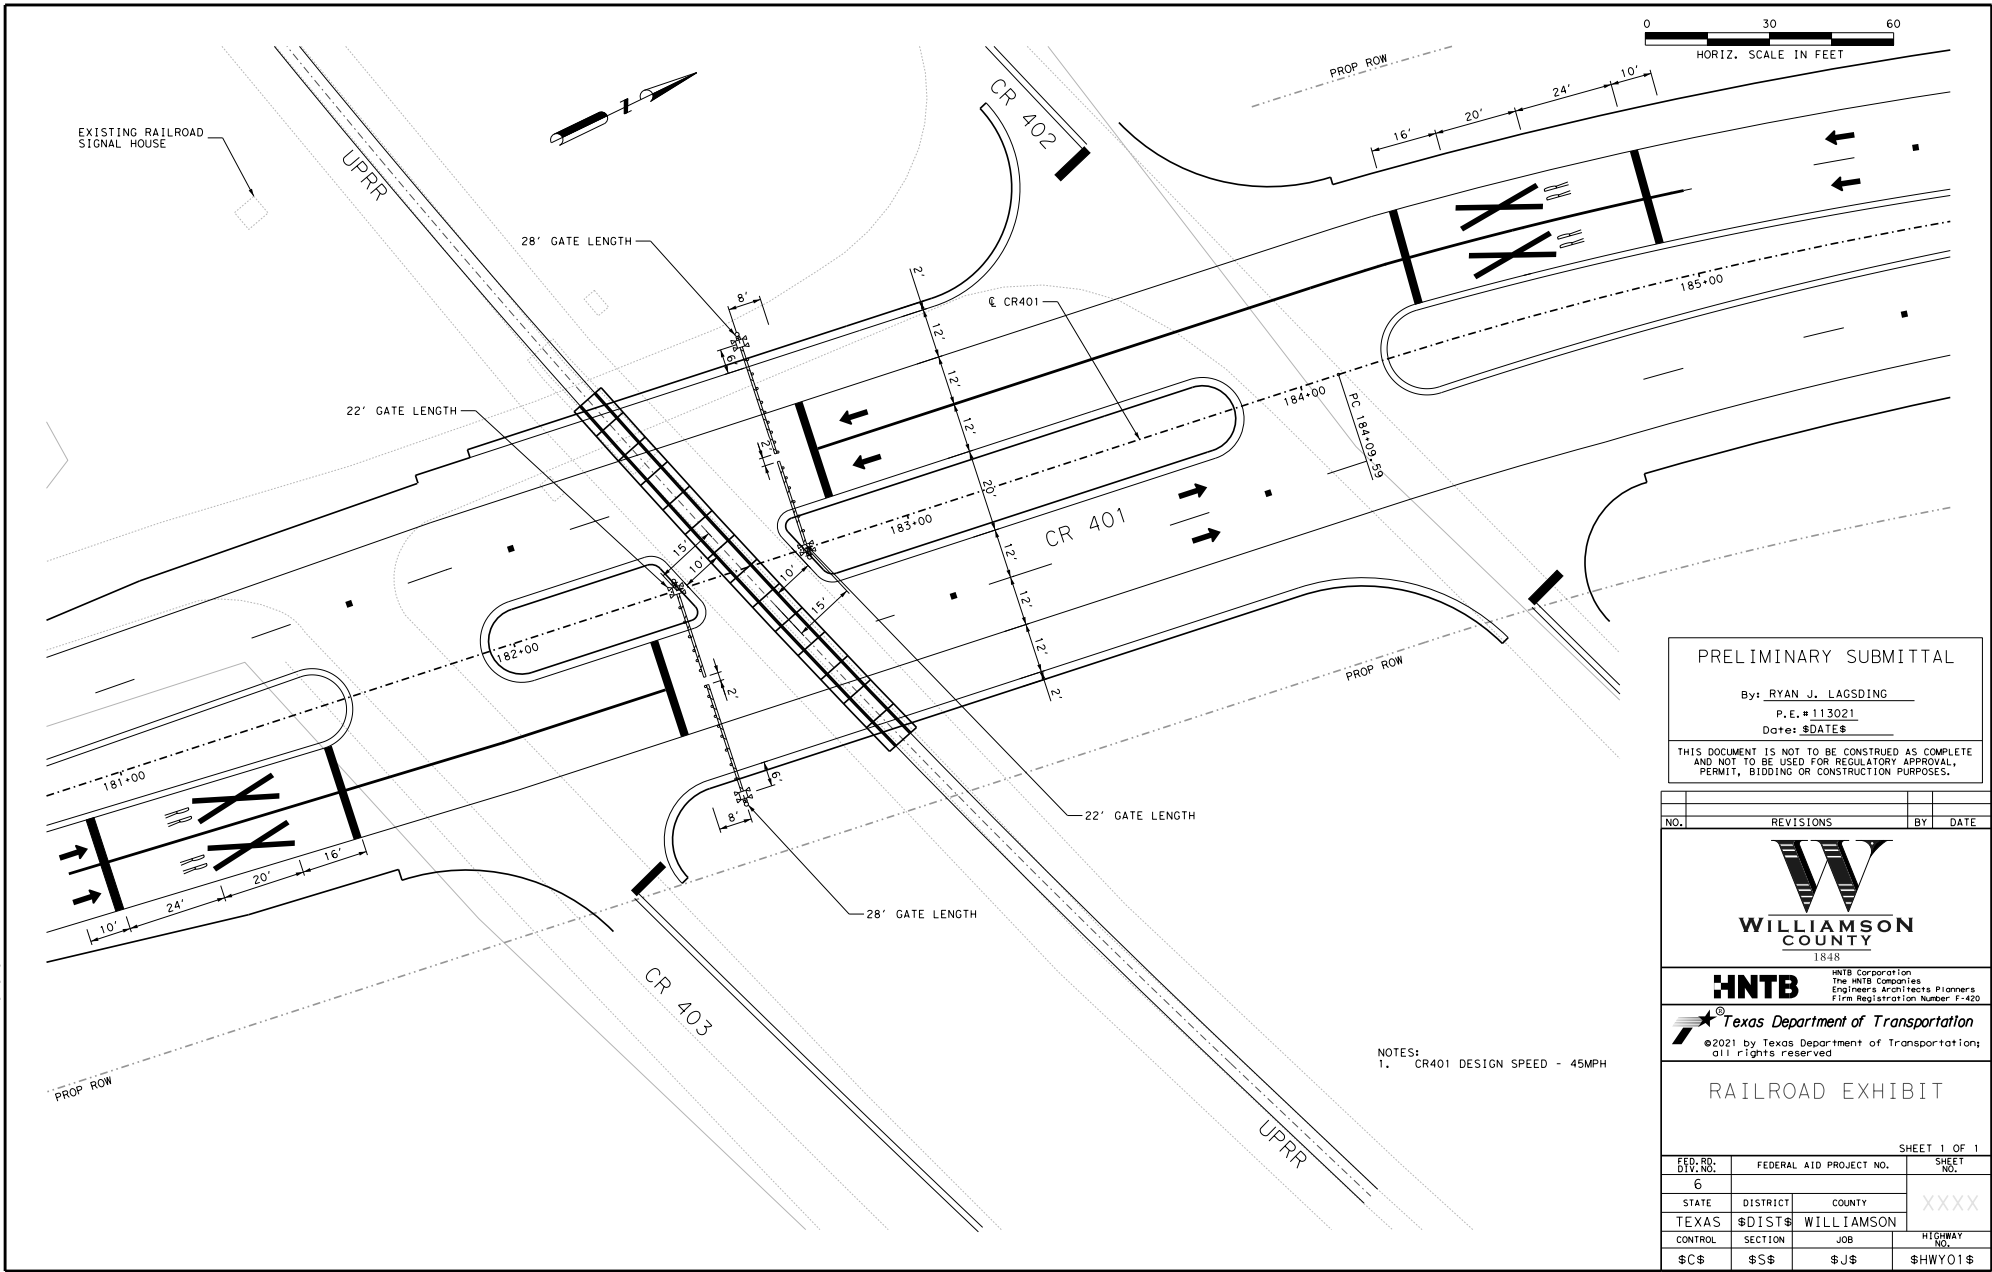 0 30 60
HORIZ. SCALE IN FEET
PROP ROW
CR 402
10'
24'
20'
16'
EXISTING RAILROAD
SIGNAL HOUSE
UPRR
Z
RR
RR
28' GATE LENGTH
8'
6'
2'
℄ CR401
185+00
12'
12'
12'
20'
12'
12'
12'
2'
184+00
PC 184+09.59
22' GATE LENGTH
2'
183+00
CR 401
15'
10'
10'
15'
182+00
2'
PROP ROW
181+00
RR
RR
6'
8'
22' GATE LENGTH
16'
20'
24'
10'
28' GATE LENGTH
CR 403
PROP ROW
UPRR
NOTES:
1. CR401 DESIGN SPEED - 45MPH
PRELIMINARY SUBMITTAL
By: RYAN J. LAGSDING
P.E.# 113021
Date: $DATE$
THIS DOCUMENT IS NOT TO BE CONSTRUED AS COMPLETE
AND NOT TO BE USED FOR REGULATORY APPROVAL,
PERMIT, BIDDING OR CONSTRUCTION PURPOSES.
NO. REVISIONS BY DATE
W
WILLIAMSON
COUNTY
1848
HNTB
HNTB Corporation
The HNTB Companies
Engineers Architects Planners
Firm Registration Number F-420
® Texas Department of Transportation
©2021 by Texas Department of Transportation;
all rights reserved
RAILROAD EXHIBIT
SHEET 1 OF 1
FED.RD.
DIV.NO.
FEDERAL AID PROJECT NO.
SHEET
NO.
6
XXXX
STATE DISTRICT COUNTY
TEXAS $DIST$ WILLIAMSON
CONTROL SECTION JOB
HIGHWAY
NO.
$C$ $S$ $J$ $HWY01$